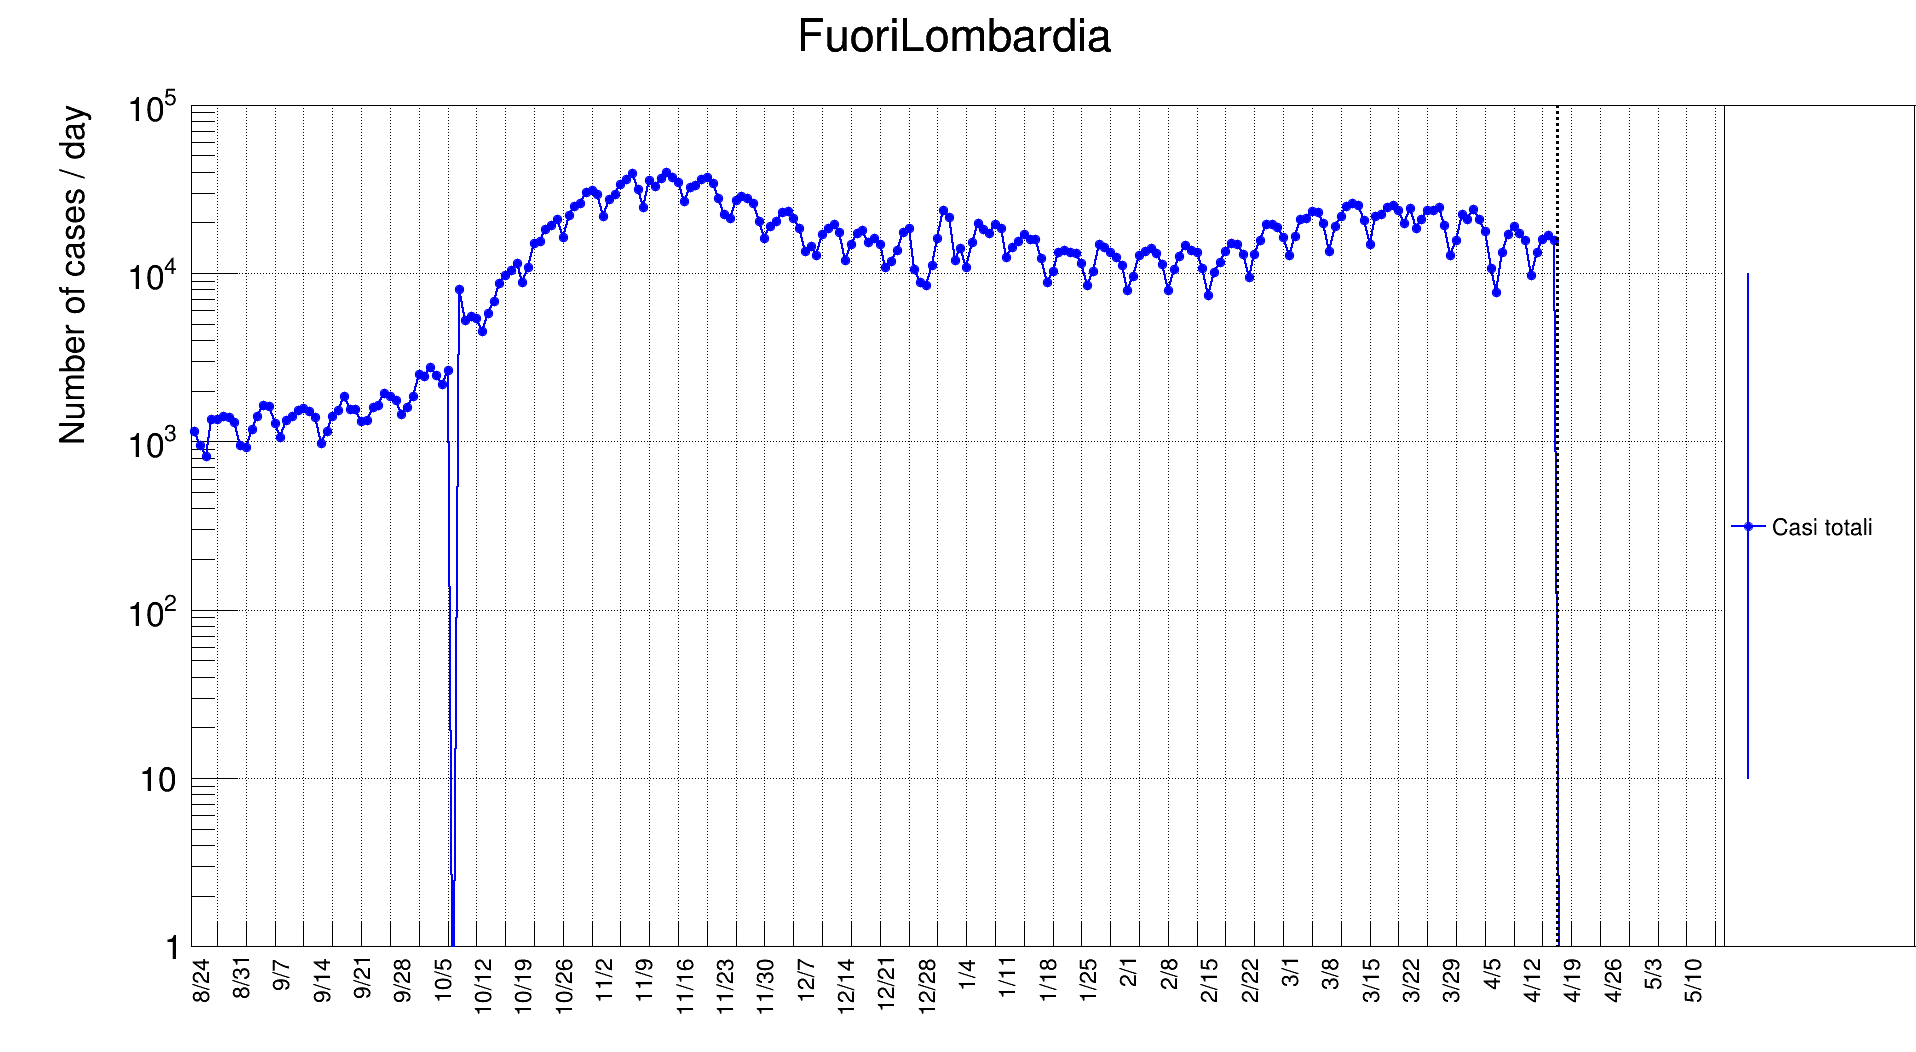 FuoriLombardia
Number of cases / day
10^5
10^4
10^3
10^2
10
1
8/24 8/31 9/7 9/14 9/21 9/28 10/5 10/12 10/19 10/26 11/2 11/9 11/16 11/23 11/30 12/7 12/14 12/21 12/28 1/4 1/11 1/18 1/25 2/1 2/8 2/15 2/22 3/1 3/8 3/15 3/22 3/29 4/5 4/12 4/19 4/26 5/3 5/10
Casi totali